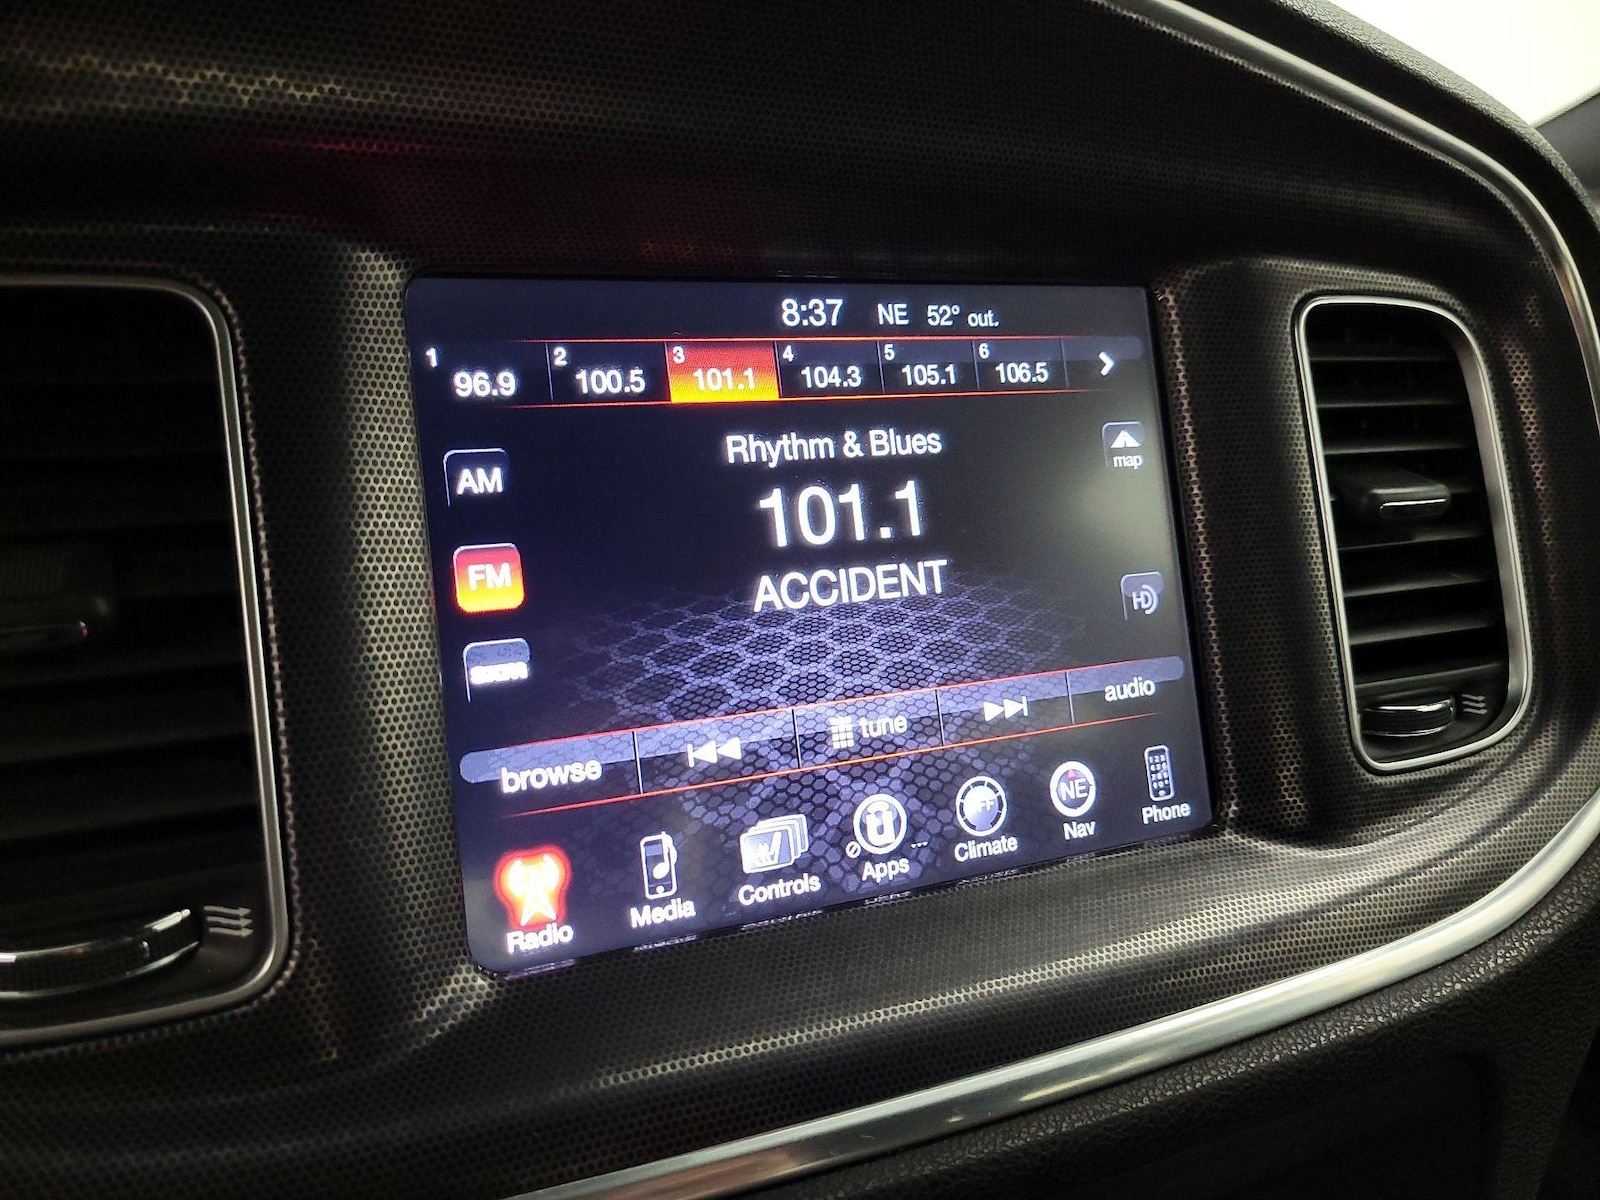 8:37 NE 52° out.
1 96.9 2 100.5 3 101.1 4 104.3 5 105.1 6 106.5
Rhythm & Blues
map
AM
101.1
FM
ACCIDENT
HD
browse tune audio
OFF
NE
Radio Media Controls Apps Climate Nav Phone